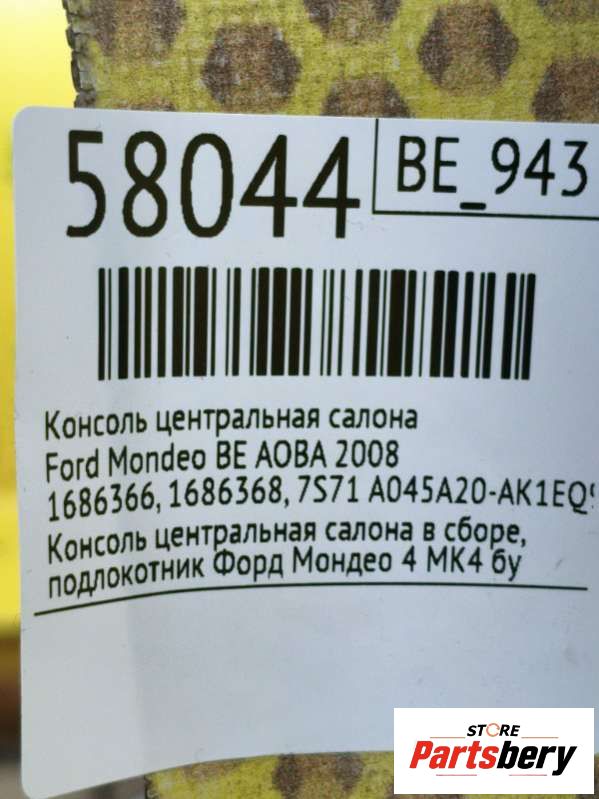 58044
BE_943
Консоль центральная салона
Ford Mondeo BE AOBA 2008
1686366, 1686368, 7S71 A045A20-AK1EQ
Консоль центральная салона в сборе,
подлокотник Форд Мондео 4 МК4 бу
STORE
Partsbery